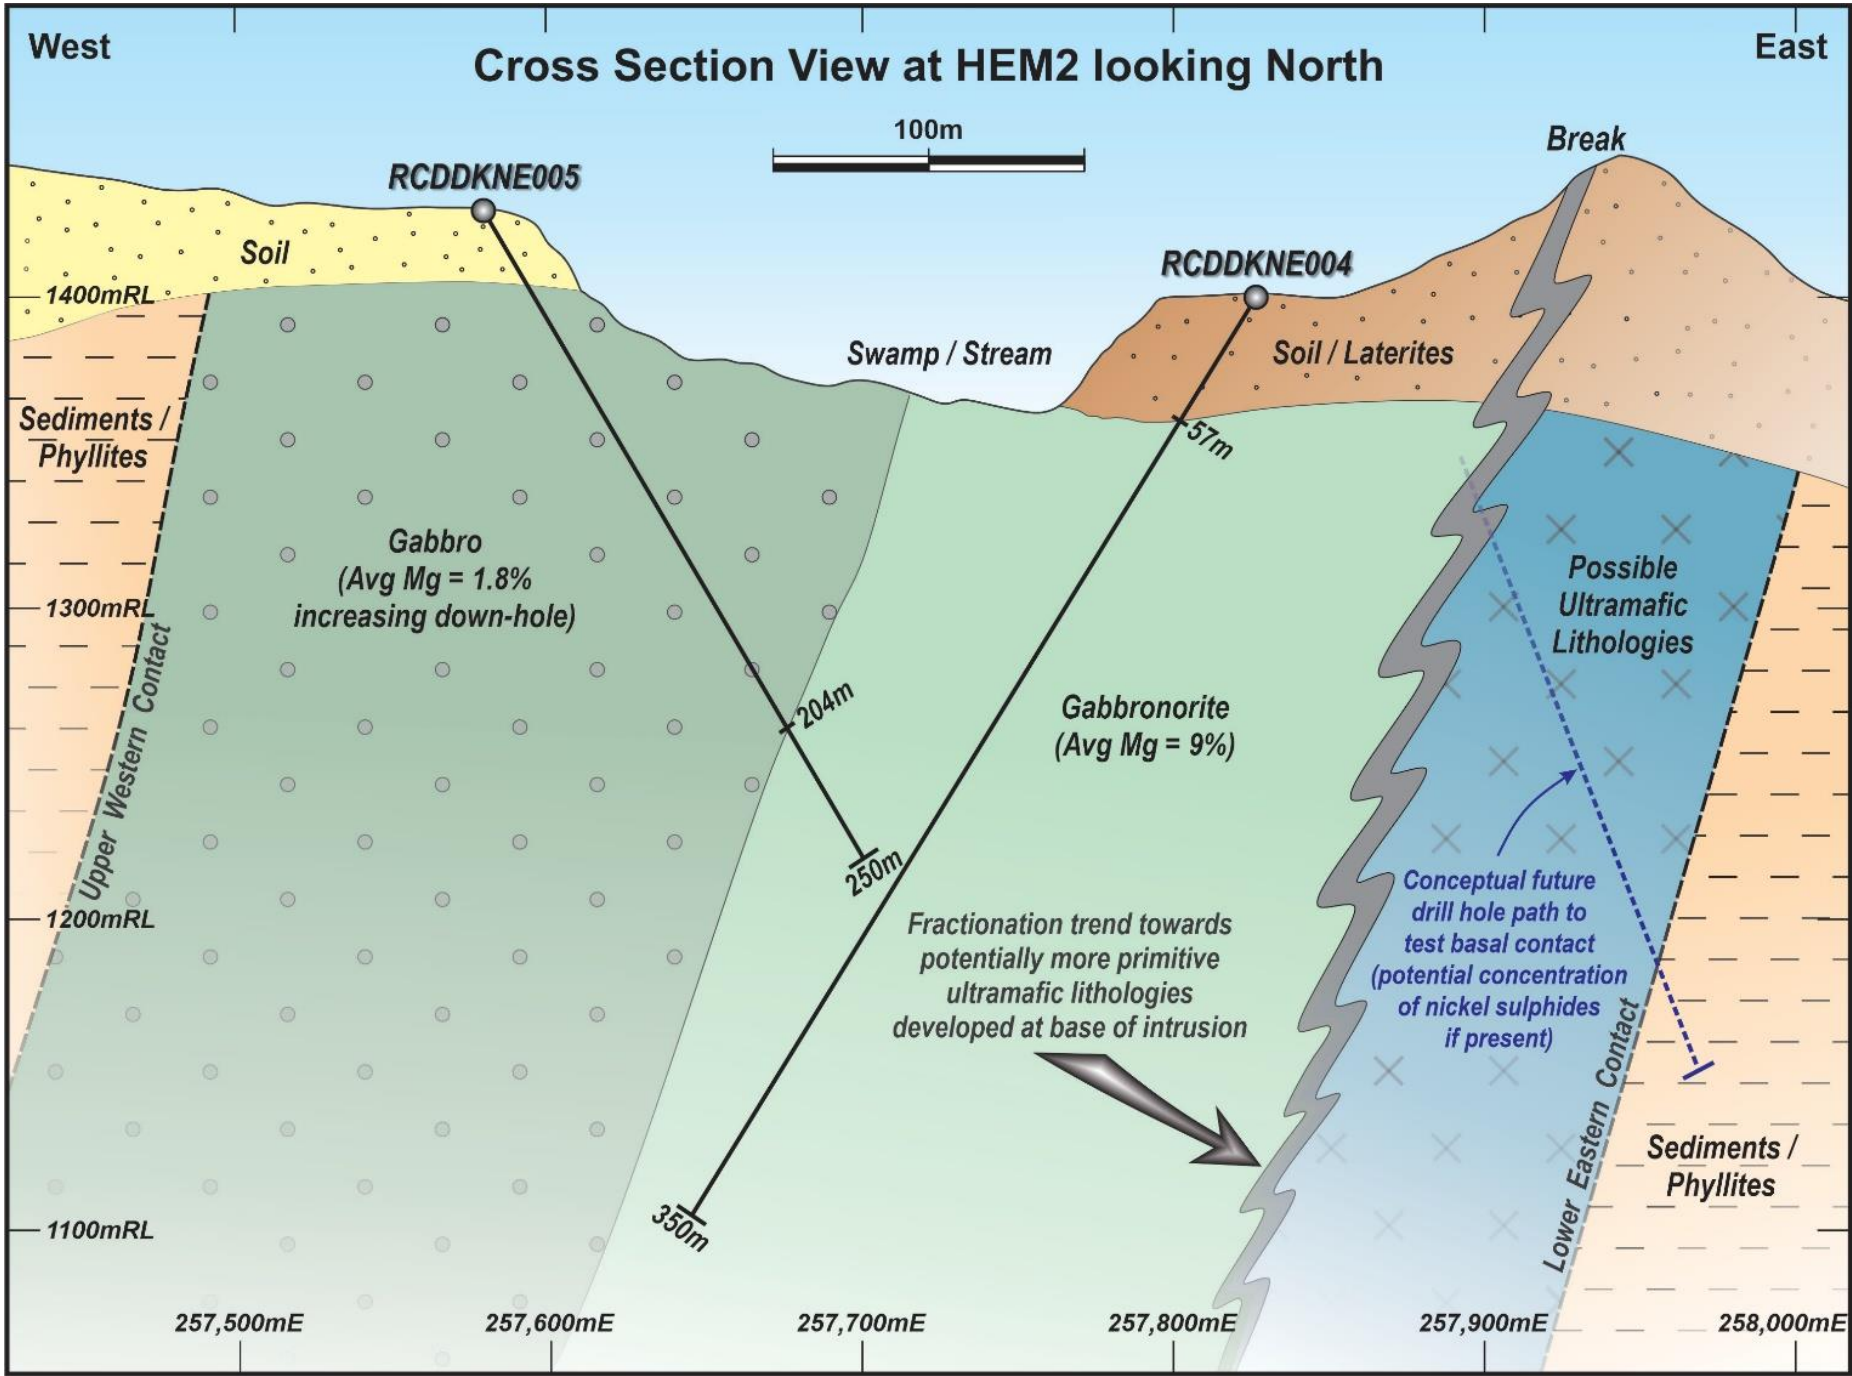 West
Cross Section View at HEM2 looking North
East
100m
Break
RCDDKNE005
RCDDKNE004
Soil
1400mRL
Swamp / Stream
Soil / Laterites
Sediments /
Phyllites
57m
Gabbro
(Avg Mg = 1.8%
increasing down-hole)
Possible
Ultramafic
Lithologies
1300mRL
Upper Western Contact
204m
Gabbronorite
(Avg Mg = 9%)
250m
Conceptual future
drill hole path to
test basal contact
(potential concentration
of nickel sulphides
if present)
1200mRL
Fractionation trend towards
potentially more primitive
ultramafic lithologies
developed at base of intrusion
Lower Eastern Contact
Sediments /
Phyllites
350m
1100mRL
257,500mE
257,600mE
257,700mE
257,800mE
257,900mE
258,000mE